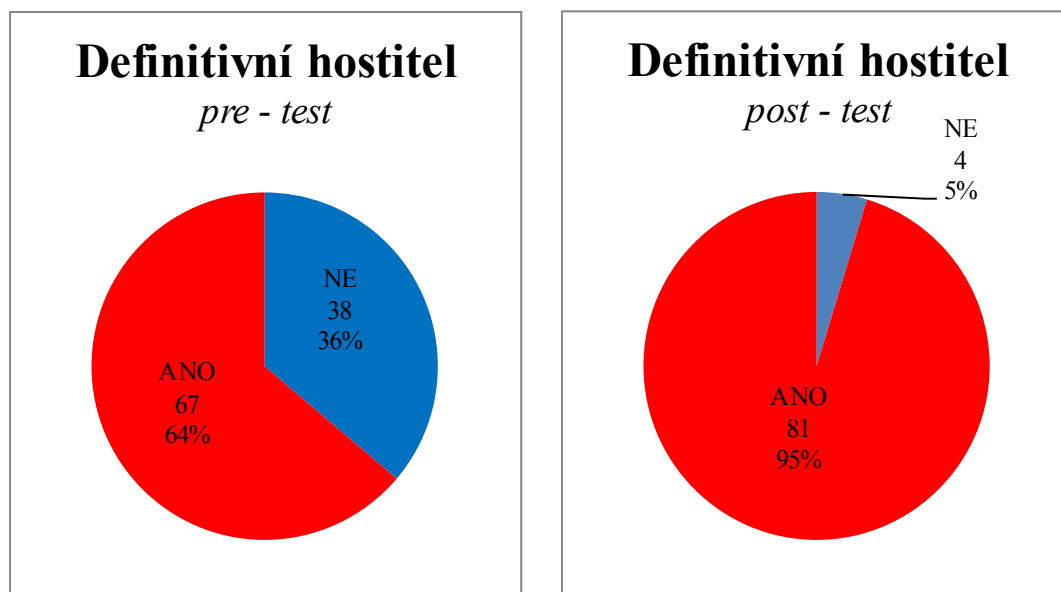 Definitivní hostitel
pre - test
NE
38
36%
ANO
67
64%
Definitivní hostitel
post - test
NE
4
5%
ANO
81
95%